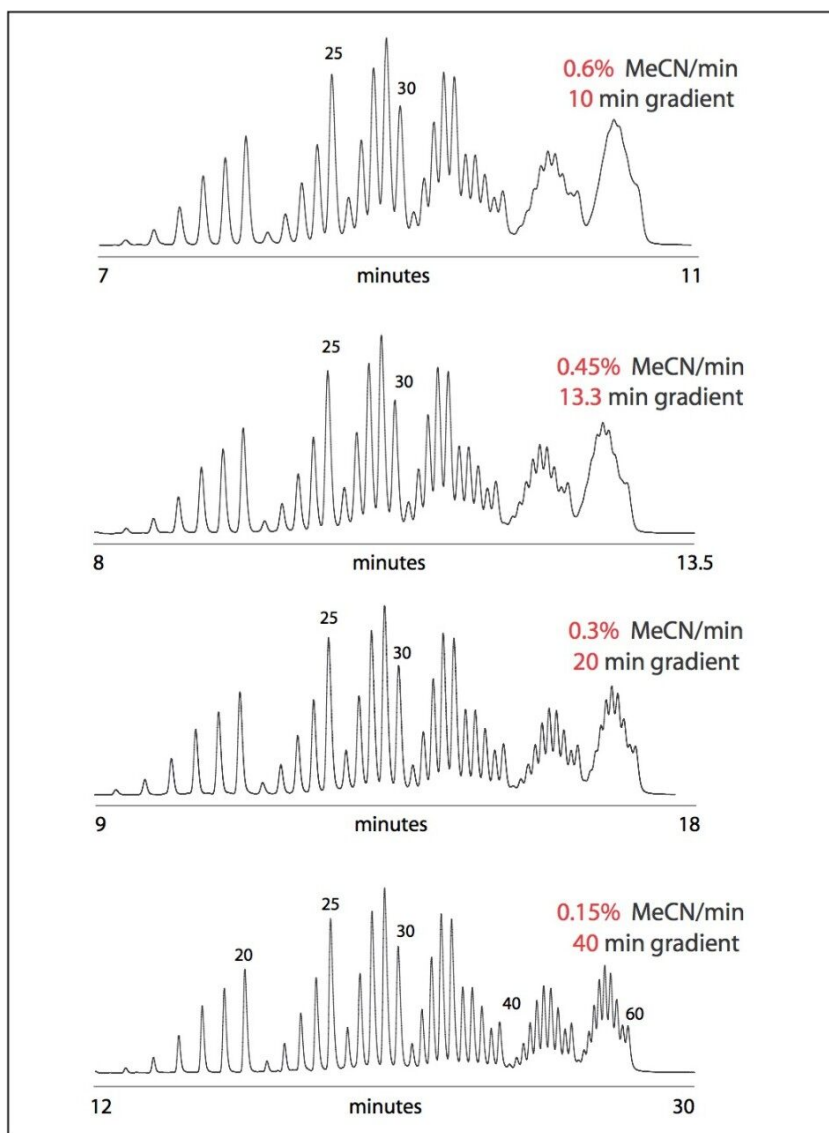 25
30
0.6% MeCN/min
10 min gradient
7 minutes 11
25
30
0.45% MeCN/min
13.3 min gradient
8 minutes 13.5
25
30
0.3% MeCN/min
20 min gradient
9 minutes 18
25
30
20
40
60
0.15% MeCN/min
40 min gradient
12 minutes 30